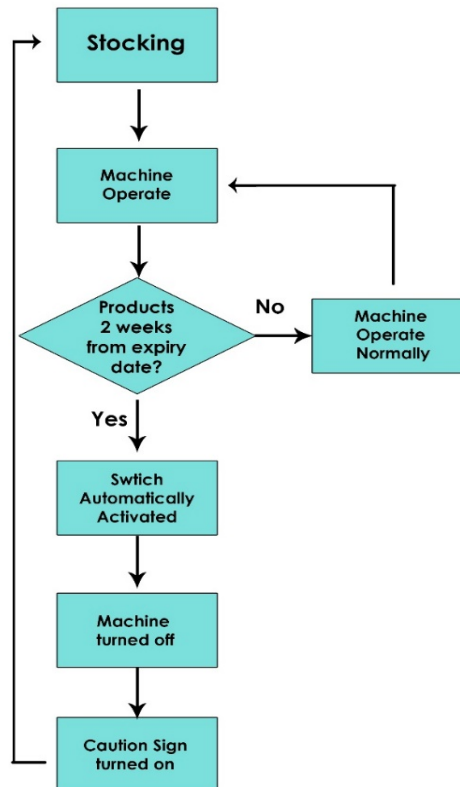 Stocking
Machine
Operate
Products
2 weeks
from expiry
date?
No
Machine
Operate
Normally
Yes
Swtich
Automatically
Activated
Machine
turned off
Caution Sign
turned on